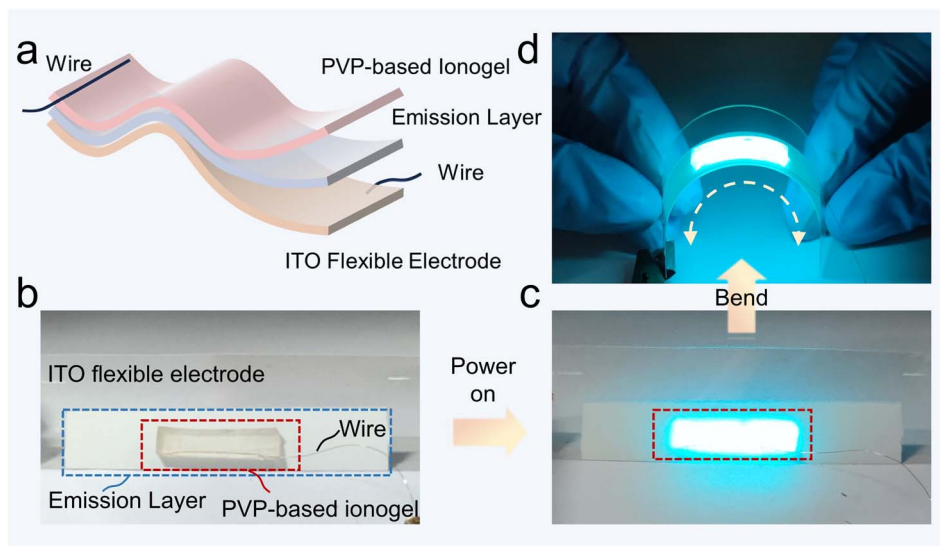 a
Wire
PVP-based Ionogel
Emission Layer
Wire
ITO Flexible Electrode
d
b
ITO flexible electrode
Wire
Emission Layer
PVP-based ionogel
Power
on
c
Bend